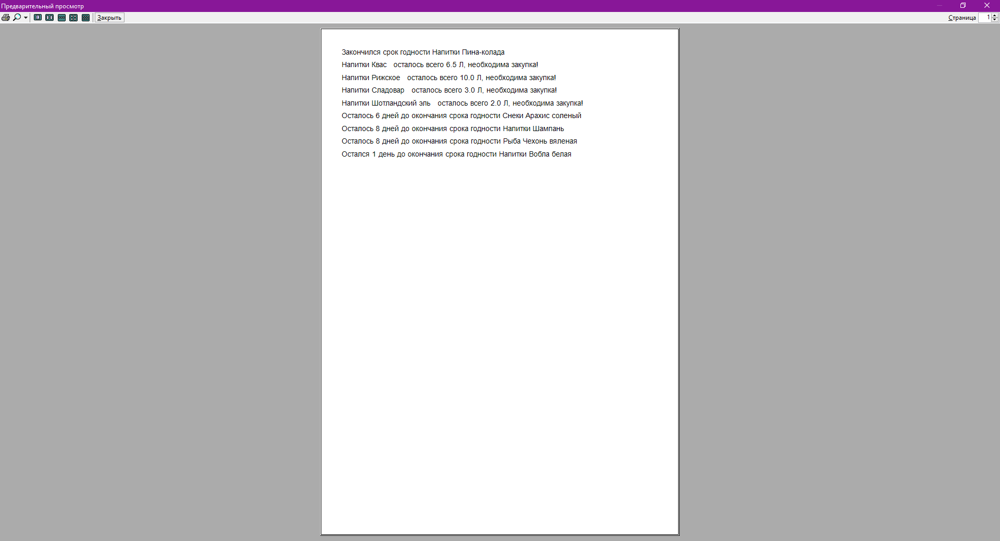 Предварительный просмотр
Закрыть
Страница 1
Закончился срок годности Напитки Пина-колада
Напитки Квас осталось всего 6.5 Л, необходима закупка!
Напитки Рижское осталось всего 10.0 Л, необходима закупка!
Напитки Сладовар осталось всего 3.0 Л, необходима закупка!
Напитки Шотландский эль осталось всего 2.0 Л, необходима закупка!
Осталось 6 дней до окончания срока годности Снеки Арахис соленый
Осталось 8 дней до окончания срока годности Напитки Шампань
Осталось 8 дней до окончания срока годности Рыба Чехонь вяленая
Остался 1 день до окончания срока годности Напитки Вобла белая